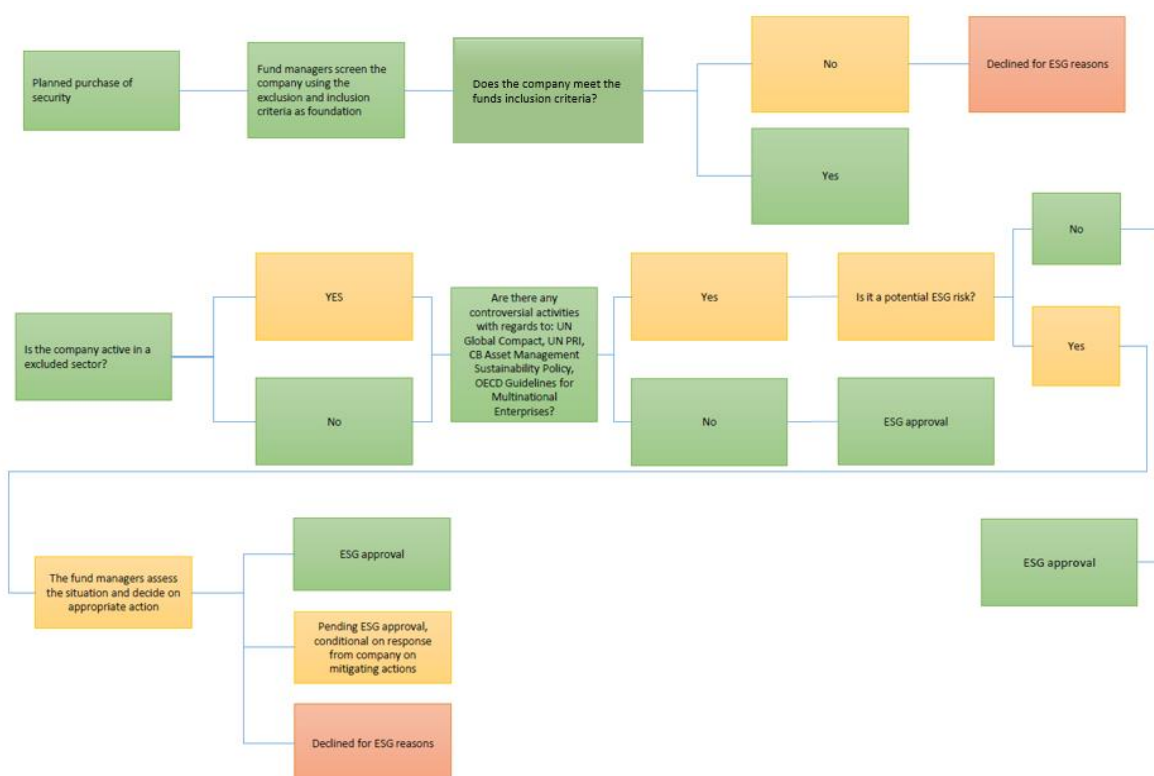 Planned purchase of
security
Fund managers screen the
company using the
exclusion and inclusion
criteria as foundation
Does the company meet the
funds inclusion criteria?
No
Declined for ESG reasons
Yes
Is the company active in a
excluded sector?
YES
No
Are there any
controversial activities
with regards to: UN
Global Compact, UN PRI,
CB Asset Management
Sustainability Policy,
OECD Guidelines for
Multinational
Enterprises?
Yes
No
Is it a potential ESG risk?
ESG approval
No
Yes
The fund managers assess
the situation and decide on
appropriate action
ESG approval
Pending ESG approval,
conditional on response
from company on
mitigating actions
Declined for ESG reasons
ESG approval